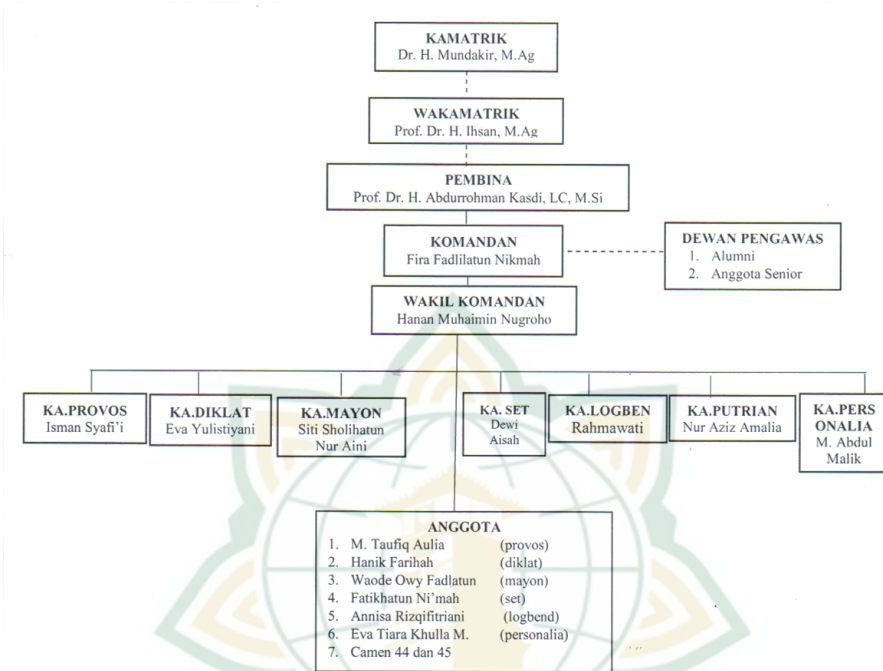 KAMATRIK
Dr. H. Mundakir, M.Ag
WAKAMATRIK
Prof. Dr. H. Ihsan, M.Ag
PEMBINA
Prof. Dr. H. Abdurrohman Kasdi, LC, M.Si
KOMANDAN
Fira Fadlilatun Nikmah
DEWAN PENGAWAS
1. Alumni
2. Anggota Senior
WAKIL KOMANDAN
Hanan Muhaimin Nugroho
KA.PROVOS
Isman Syafi'i
KA.DIKLAT
Eva Yulistiyani
KA.MAYON
Siti Sholihatun
Nur Aini
KA. SET
Dewi
Aisah
KA.LOGBEN
Rahmawati
KA.PUTRIAN
Nur Aziz Amalia
KA.PERS
ONALIA
M. Abdul
Malik
ANGGOTA
1. M. Taufiq Aulia (provos)
2. Hanik Farihah (diklat)
3. Waode Owy Fadlatun (mayon)
4. Fatikhatun Ni'mah (set)
5. Annisa Rizqifitriani (logbend)
6. Eva Tiara Khulla M. (personalia)
7. Camen 44 dan 45